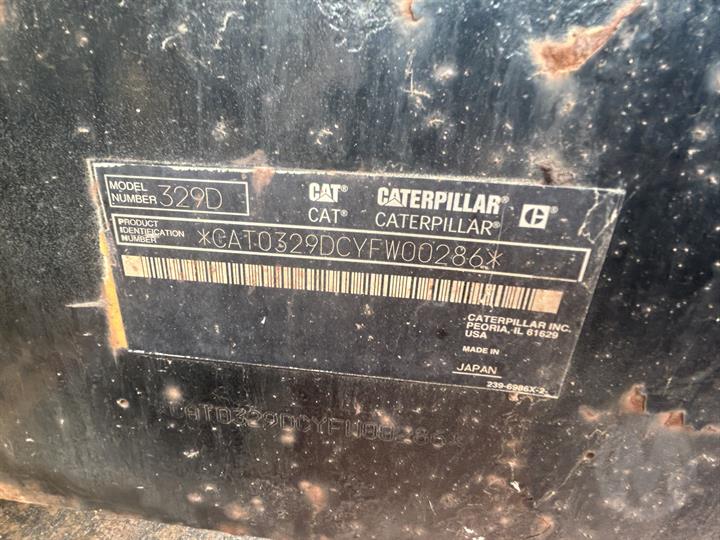 MODEL NUMBER 329D
CAT® CATERPILLAR®
CAT® CATERPILLAR®
PRODUCT IDENTIFICATION NUMBER *CAT0329DCYFW00286*
CATERPILLAR INC.
PEORIA, IL 61629
USA
MADE IN
JAPAN
239-6986X-2
CAT0329DCYFW00286*